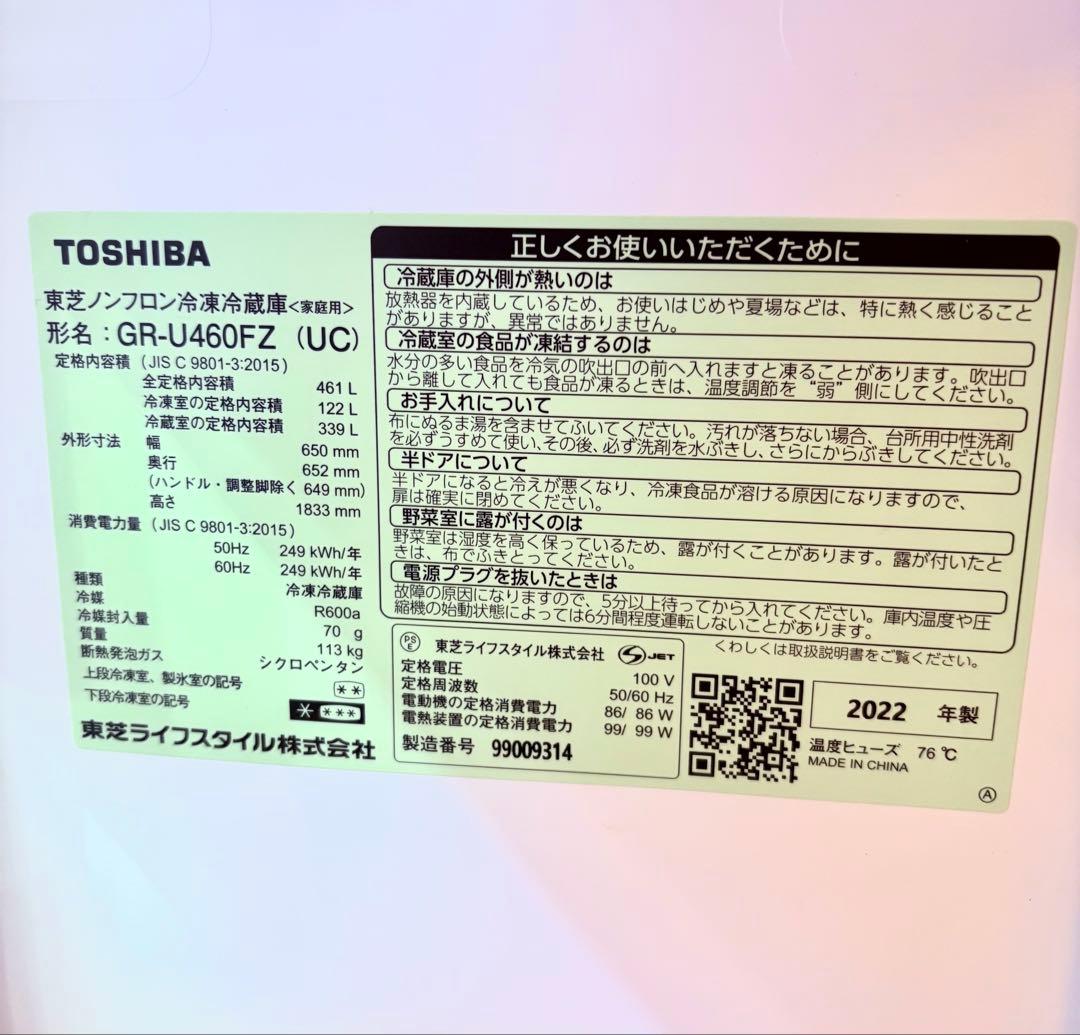 TOSHIBA
東芝ノンフロン冷凍冷蔵庫<家庭用>
形名：GR-U460FZ (UC)
定格内容積 (JIS C 9801-3:2015)
全定格内容積 461 L
冷凍室の定格内容積 122 L
冷蔵室の定格内容積 339 L
外形寸法 幅 650 mm
奥行 652 mm
(ハンドル・調整脚除く 649 mm)
高さ 1833 mm
消費電力量 (JIS C 9801-3:2015)
50Hz 249 kWh/年
60Hz 249 kWh/年
種類 冷凍冷蔵庫
冷媒 R600a
冷媒封入量 70 g
質量 113 kg
断熱発泡ガス シクロペンタン
上段冷凍室、製氷室の記号 **
下段冷凍室の記号 * ***
東芝ライフスタイル株式会社
正しくお使いいただくために
冷蔵庫の外側が熱いのは
放熱器を内蔵しているため、お使いはじめや夏場などは、特に熱く感じること
がありますが、異常ではありません。
冷蔵室の食品が凍結するのは
水分の多い食品を冷気の吹出口の前へ入れますと凍ることがあります。吹出口
から離して入れても食品が凍るときは、温度調節を“弱”側にしてください。
お手入れについて
布にぬるま湯を含ませてふいてください。汚れが落ちない場合、台所用中性洗剤
を必ずうすめて使い、その後、必ず洗剤を水ぶきし、さらにからぶきしてください。
半ドアについて
半ドアになると冷えが悪くなり、冷凍食品が溶ける原因になりますので、
扉は確実に閉めてください。
野菜室に露が付くのは
野菜室は湿度を高く保っているため、露が付くことがあります。露が付いたと
きは、布でふきとってください。
電源プラグを抜いたときは
故障の原因になりますので、5分以上待ってから入れてください。庫内温度や圧
縮機の始動状態によっては6分間程度運転しないことがあります。
くわしくは取扱説明書をご覧ください。
PSE 東芝ライフスタイル株式会社 JET
定格電圧 100 V
定格周波数 50/60 Hz
電動機の定格消費電力 86/ 86 W
電熱装置の定格消費電力 99/ 99 W
製造番号 99009314
2022 年製
温度ヒューズ 76℃
MADE IN CHINA
Ⓐ